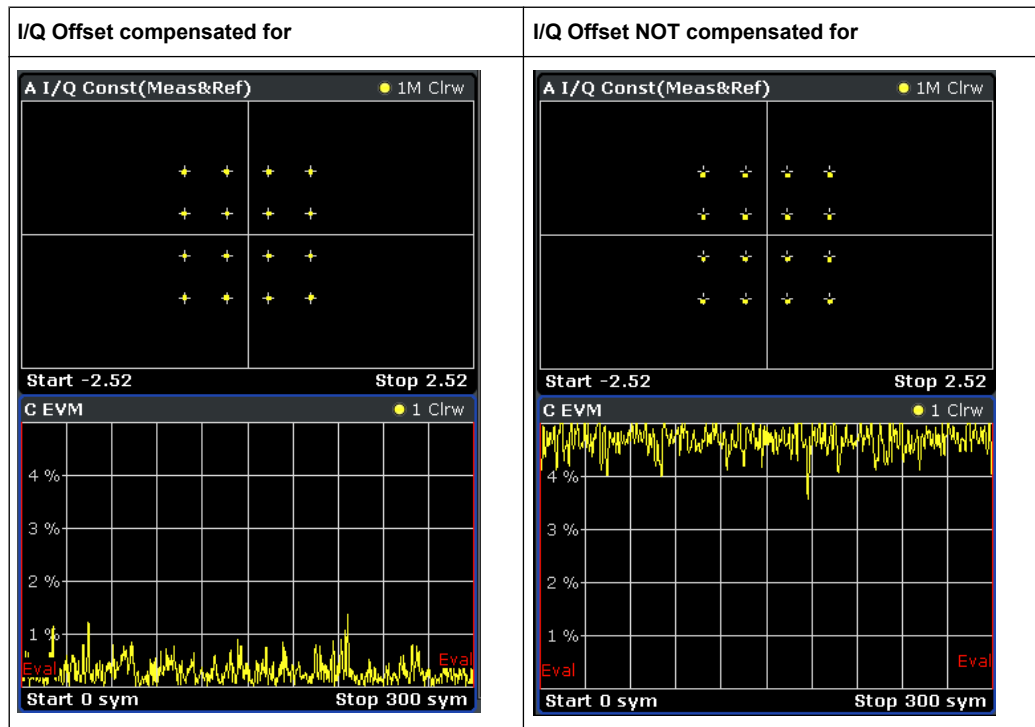 I/Q Offset compensated for
I/Q Offset NOT compensated for
A I/Q Const(Meas&Ref) 1M Clrw
Start -2.52 Stop 2.52
C EVM 1 Clrw
4 %
3 %
2 %
1 %
Eval Eval
Start 0 sym Stop 300 sym
A I/Q Const(Meas&Ref) 1M Clrw
Start -2.52 Stop 2.52
C EVM 1 Clrw
4 %
3 %
2 %
1 %
Eval Eval
Start 0 sym Stop 300 sym